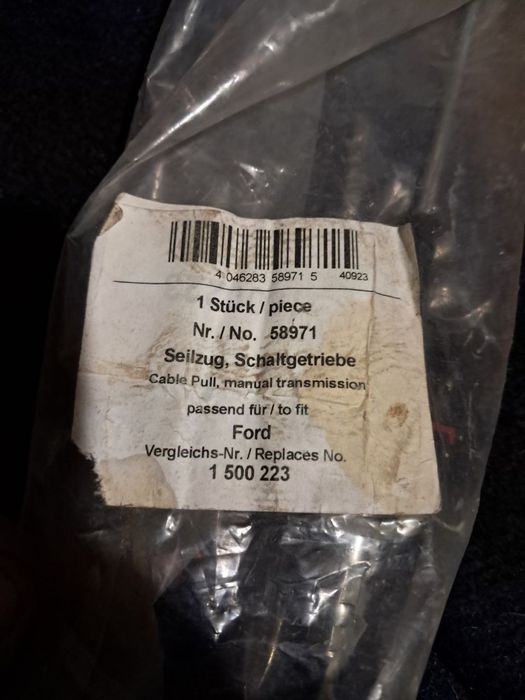 4 046283 58971 5 40923
1 Stück / piece
Nr. / No. 58971
Seilzug, Schaltgetriebe
Cable Pull, manual transmission
passend für / to fit
Ford
Vergleichs-Nr. / Replaces No.
1 500 223